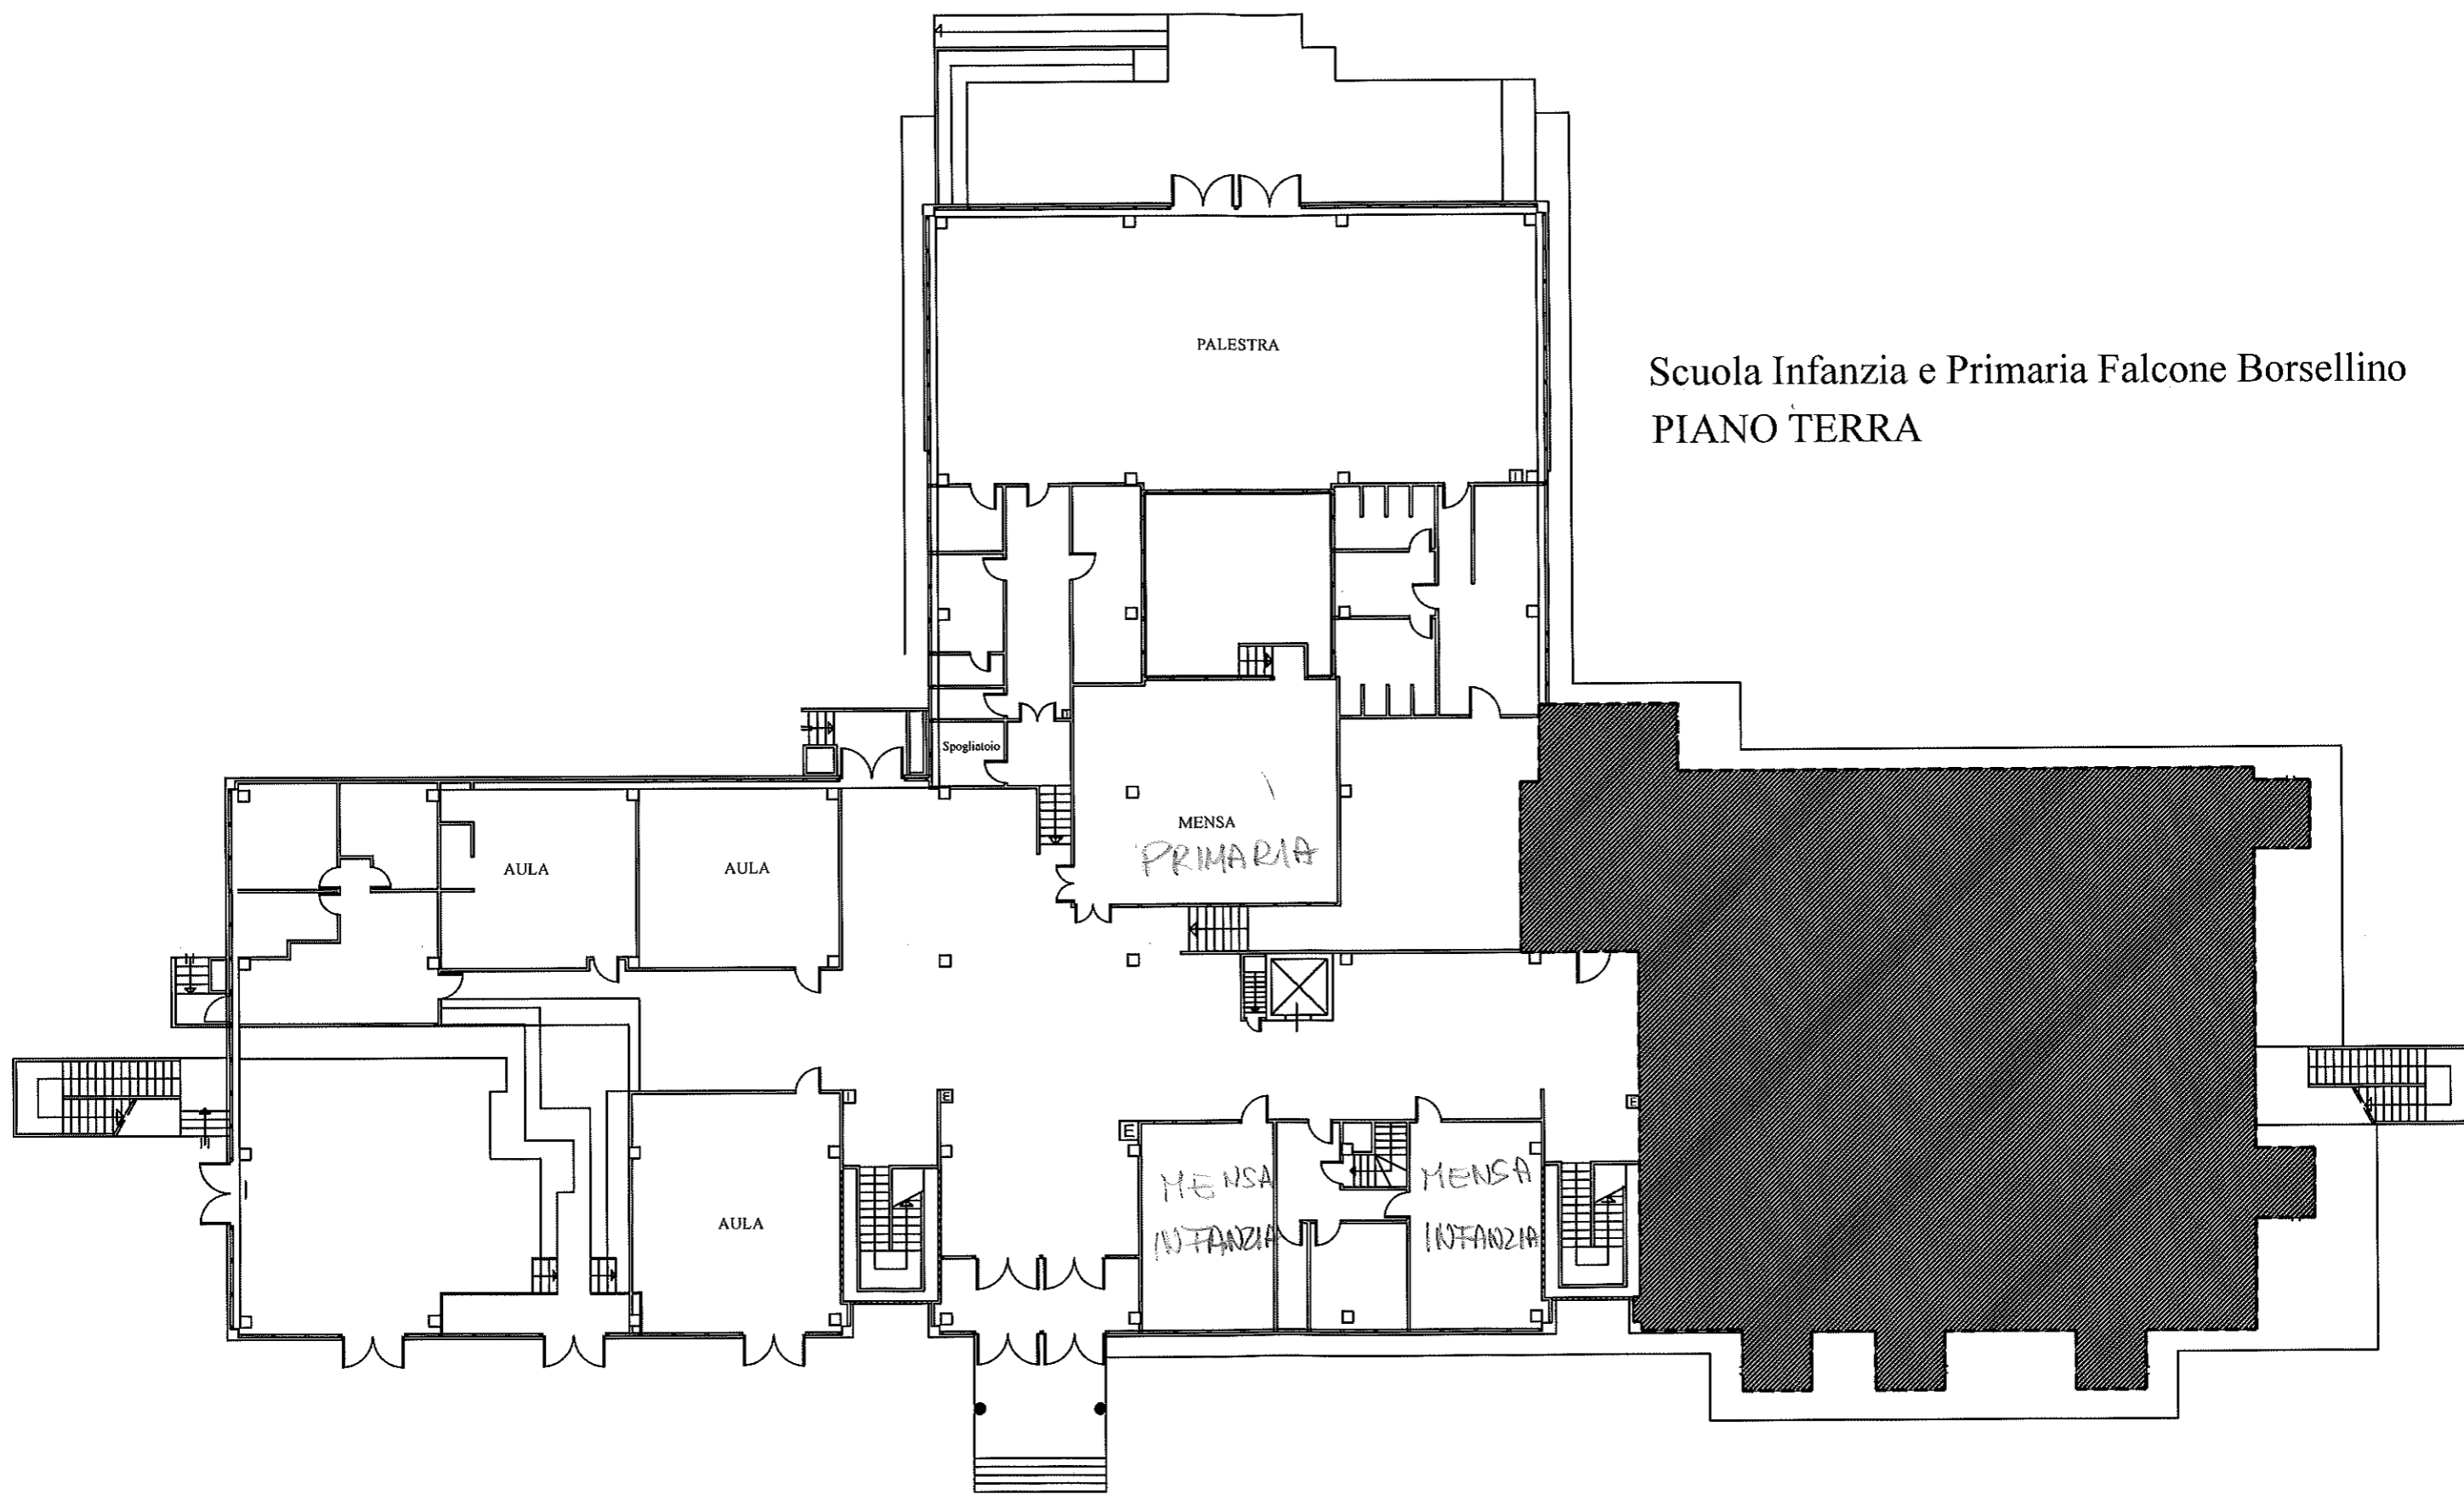 PALESTRA
Scuola Infanzia e Primaria Falcone Borsellino
PIANO TERRA
Spogliatoio
MENSA
PRIMARIA
AULA
AULA
E
E
E
MENSA
INFANZIA
MENSA
INFANZIA
AULA